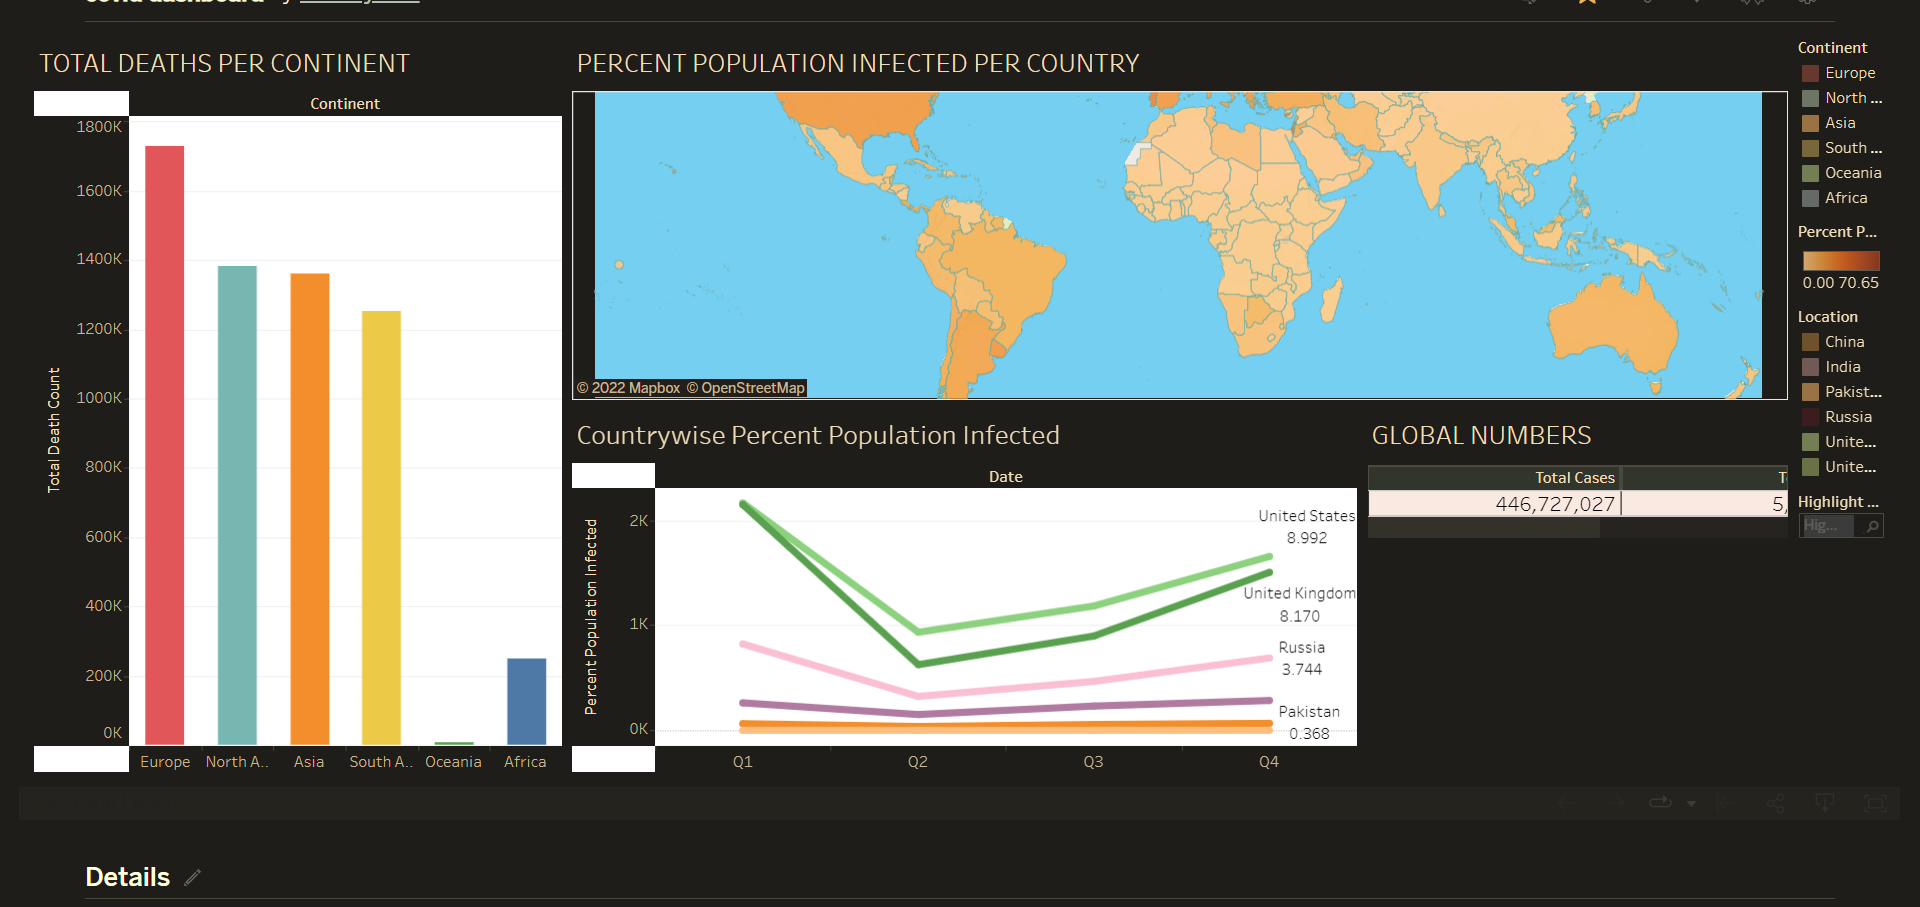 covid dashboard by
TOTAL DEATHS PER CONTINENT
Continent
Total Death Count
1800K
1600K
1400K
1200K
1000K
800K
600K
400K
200K
0K
Europe North A.. Asia South A.. Oceania Africa
PERCENT POPULATION INFECTED PER COUNTRY
© 2022 Mapbox © OpenStreetMap
Countrywise Percent Population Infected
Date
Percent Population Infected
2K
1K
0K
United States
8.992
United Kingdom
8.170
Russia
3.744
Pakistan
0.368
Q1 Q2 Q3 Q4
GLOBAL NUMBERS
Total Cases
446,727,027
5,
Continent
Europe
North ...
Asia
South ...
Oceania
Africa
Percent P...
0.00 70.65
Location
China
India
Pakist...
Russia
Unite...
Unite...
Highlight ...
Hig...
Details